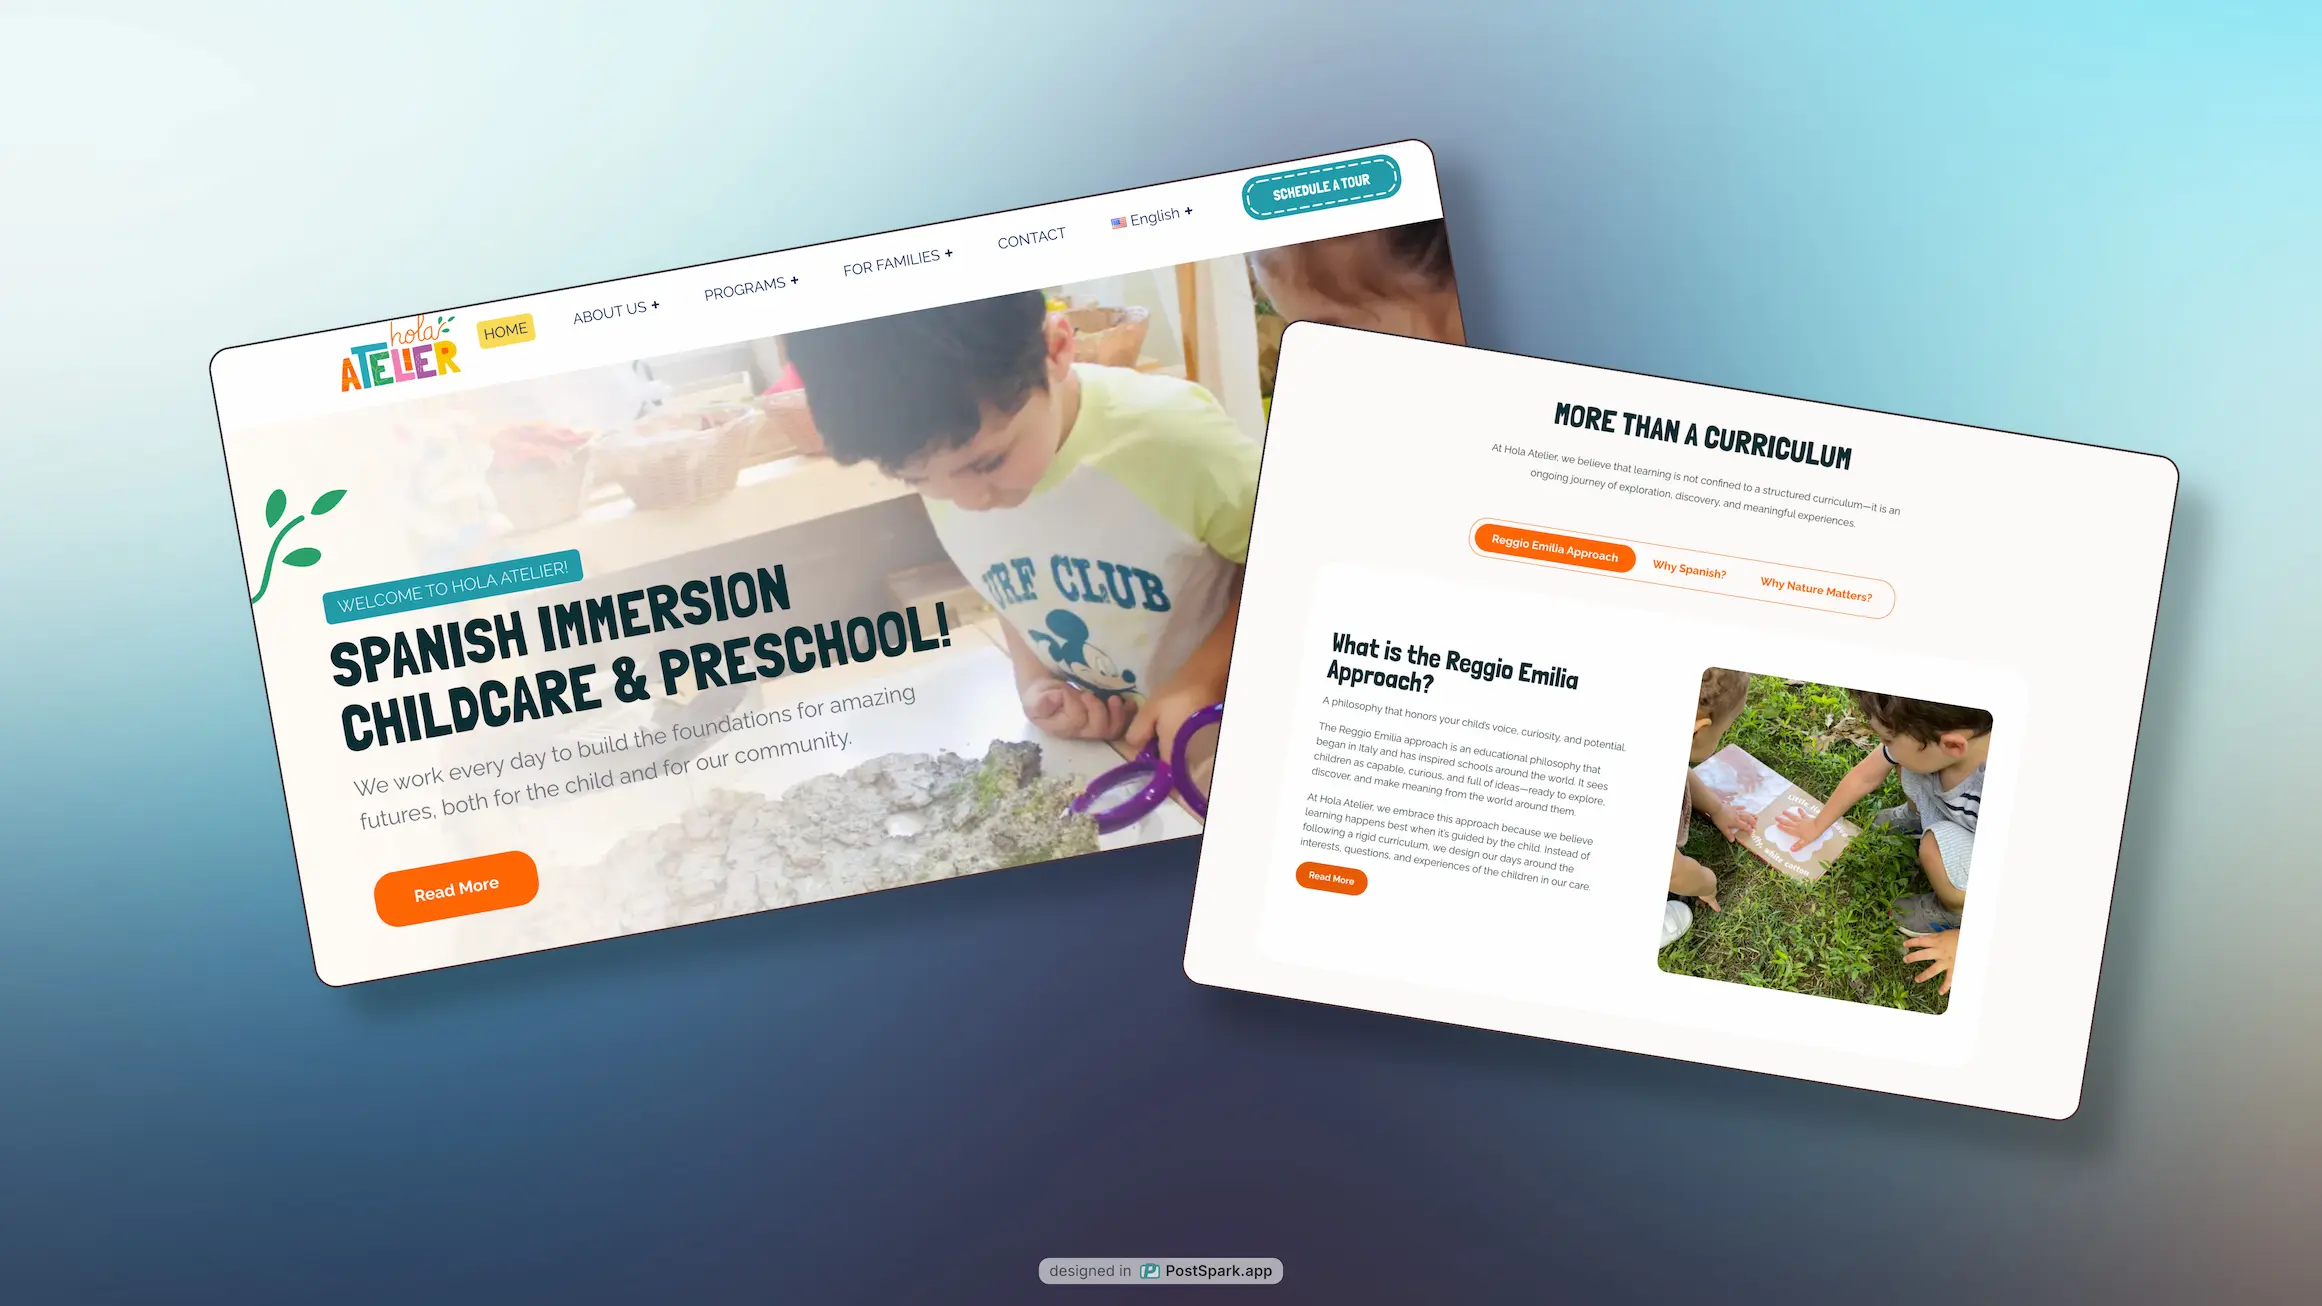 hola
ATELIER
HOME
ABOUT US +
PROGRAMS +
FOR FAMILIES +
CONTACT
English +
SCHEDULE A TOUR
WELCOME TO HOLA ATELIER!
SPANISH IMMERSION
CHILDCARE & PRESCHOOL!
We work every day to build the foundations for amazing
futures, both for the child and for our community.
Read More
CLUB
MORE THAN A CURRICULUM
At Hola Atelier, we believe that learning is not confined to a structured curriculum—it is an
ongoing journey of exploration, discovery, and meaningful experiences.
Reggio Emilia Approach
Why Spanish?
Why Nature Matters?
What is the Reggio Emilia
Approach?
A philosophy that honors your child's voice, curiosity, and potential.
The Reggio Emilia approach is an educational philosophy that
began in Italy and has inspired schools around the world. It sees
children as capable, curious, and full of ideas—ready to explore,
discover, and make meaning from the world around them.
At Hola Atelier, we embrace this approach because we believe
learning happens best when it's guided by the child. Instead of
following a rigid curriculum, we design our days around the
interests, questions, and experiences of the children in our care.
Read More
white cotton
designed in PostSpark.app